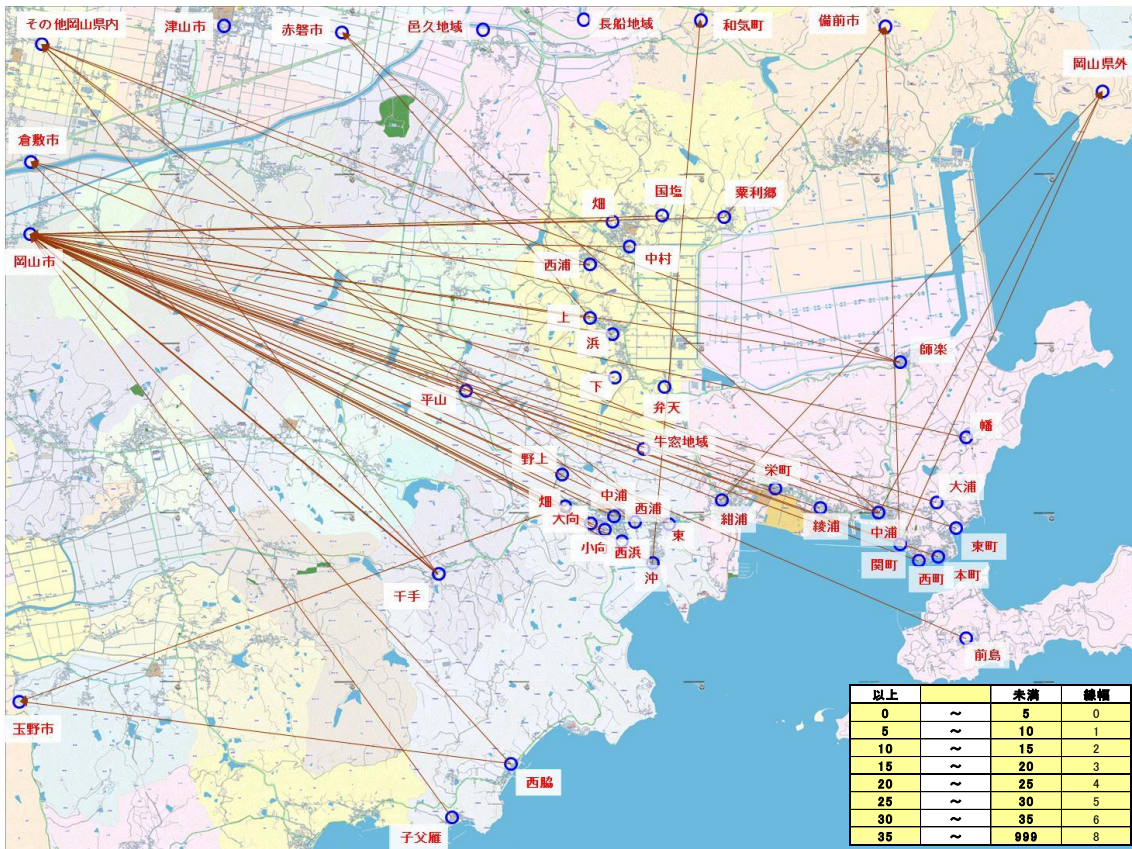 その他岡山県内
津山市
赤磐市
邑久地域
長船地域
和気町
備前市
岡山県外
倉敷市
国塩
粟利郷
畑
岡山市
西浦
中村
上
浜
師楽
平山
下
弁天
幡
牛窓地域
野上
栄町
大浦
畑
中浦
西浦
大向
東
紺浦
綾浦
中浦
東町
小向
西浜
関町
沖
西町
本町
千手
前島
玉野市
西脇
子父雁
以上 未満 線幅
0 ～ 5 0
5 ～ 10 1
10 ～ 15 2
15 ～ 20 3
20 ～ 25 4
25 ～ 30 5
30 ～ 35 6
35 ～ 999 8